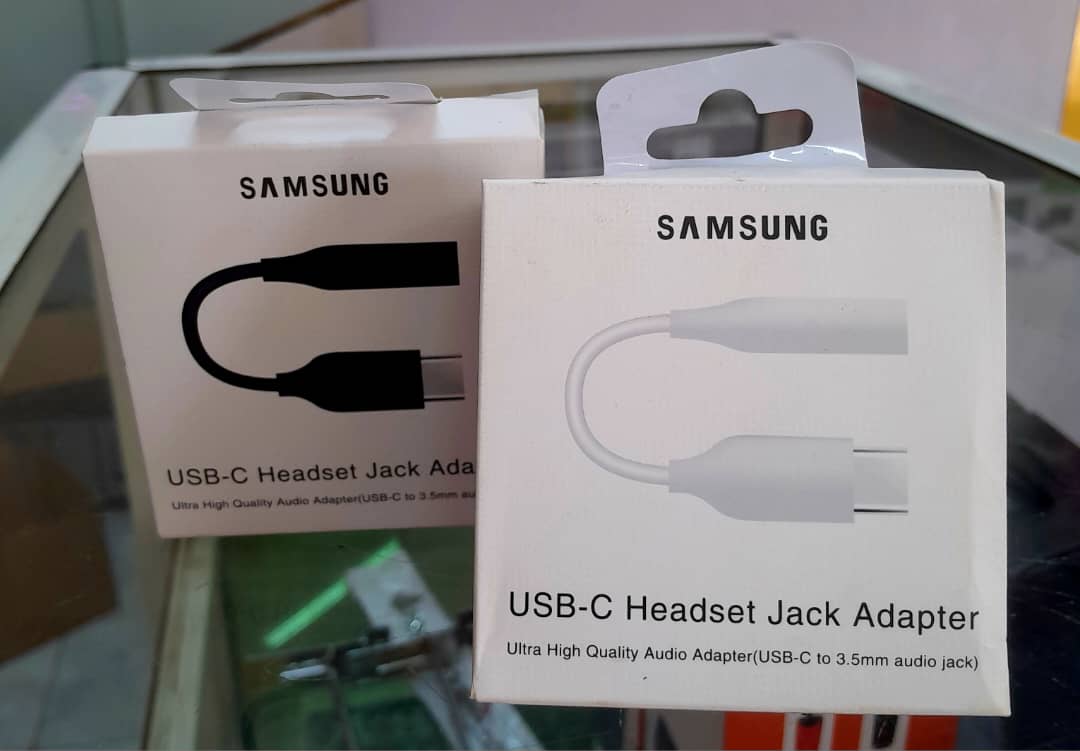 SAMSUNG
USB-C Headset Jack Ada
Ultra High Quality Audio Adapter(USB-C to 3.5mm au
SAMSUNG
USB-C Headset Jack Adapter
Ultra High Quality Audio Adapter(USB-C to 3.5mm audio jack)